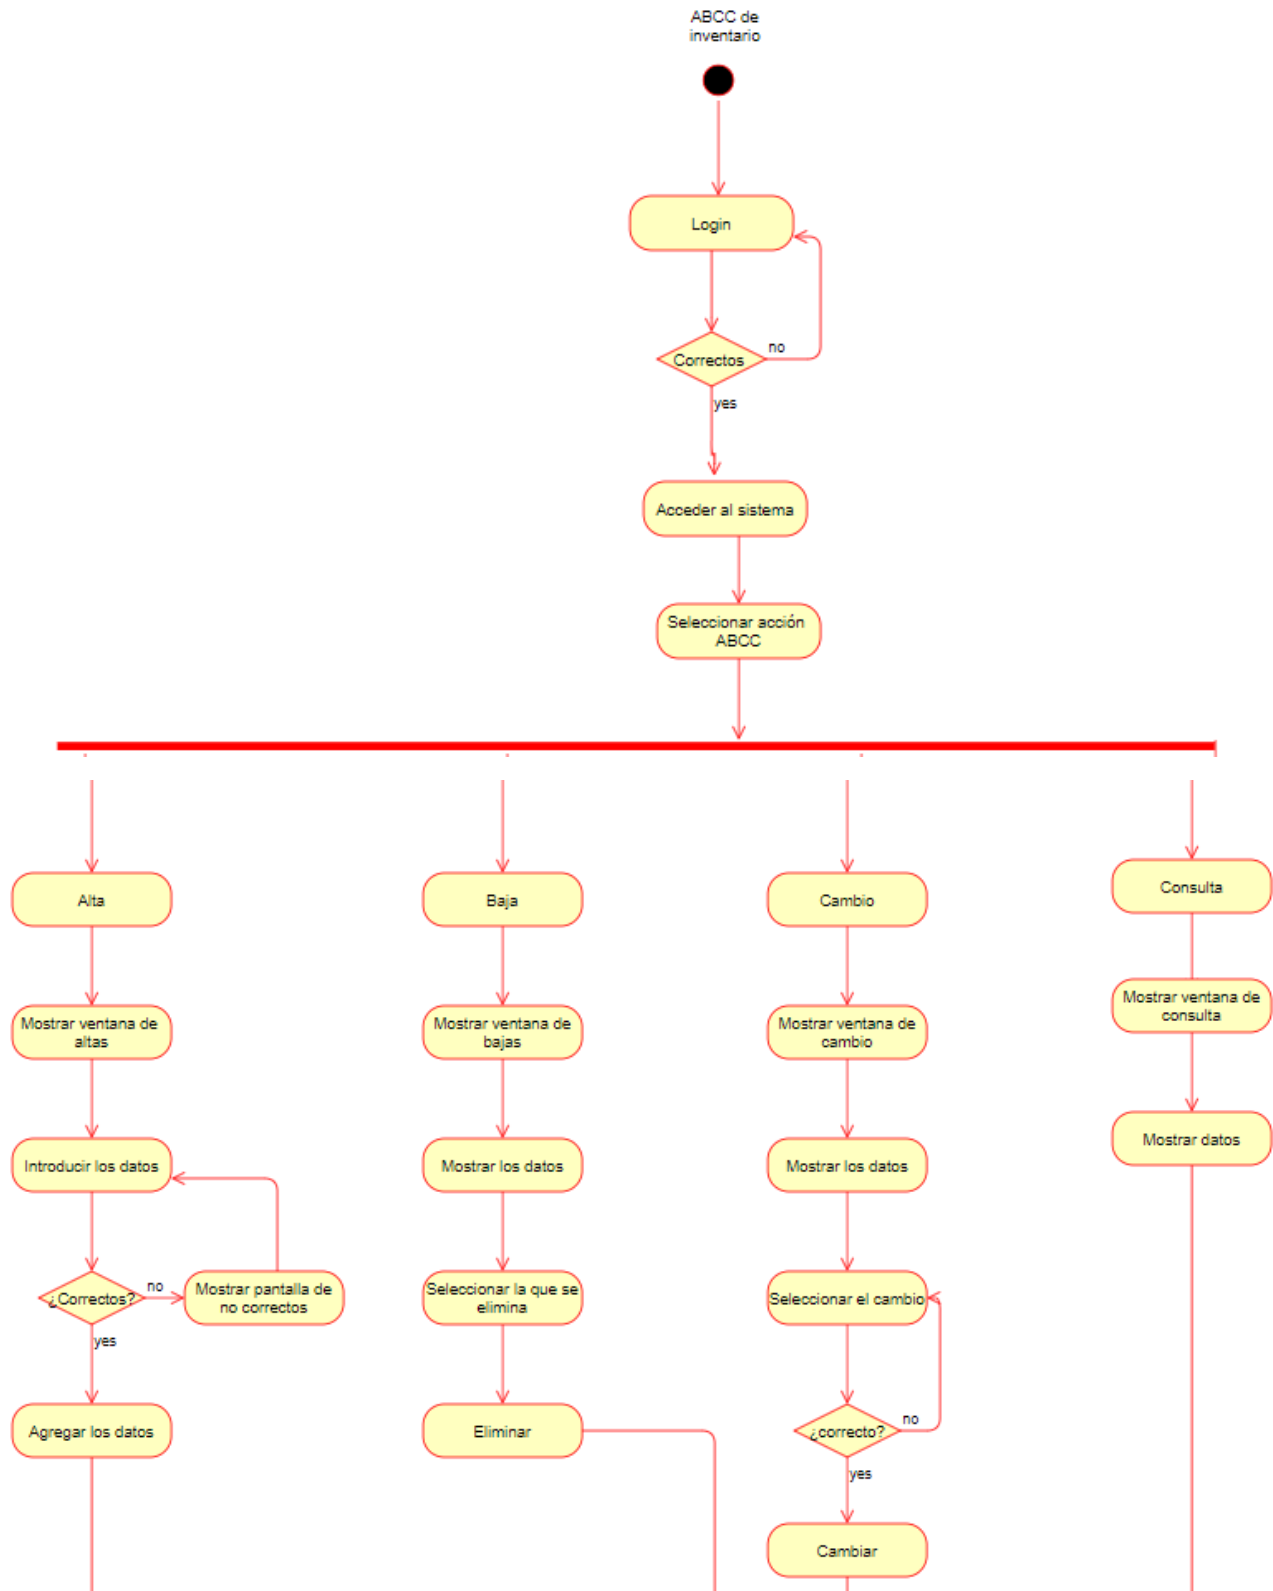 ABCC de
inventario
Login
Correctos
no
yes
Acceder al sistema
Seleccionar acción
ABCC
Alta
Baja
Cambio
Consulta
Mostrar ventana de
altas
Mostrar ventana de
bajas
Mostrar ventana de
cambio
Mostrar ventana de
consulta
Introducir los datos
Mostrar los datos
Mostrar los datos
Mostrar datos
¿Correctos?
no
yes
Mostrar pantalla de
no correctos
Seleccionar la que se
elimina
Seleccionar el cambio
Agregar los datos
Eliminar
¿correcto?
no
yes
Cambiar